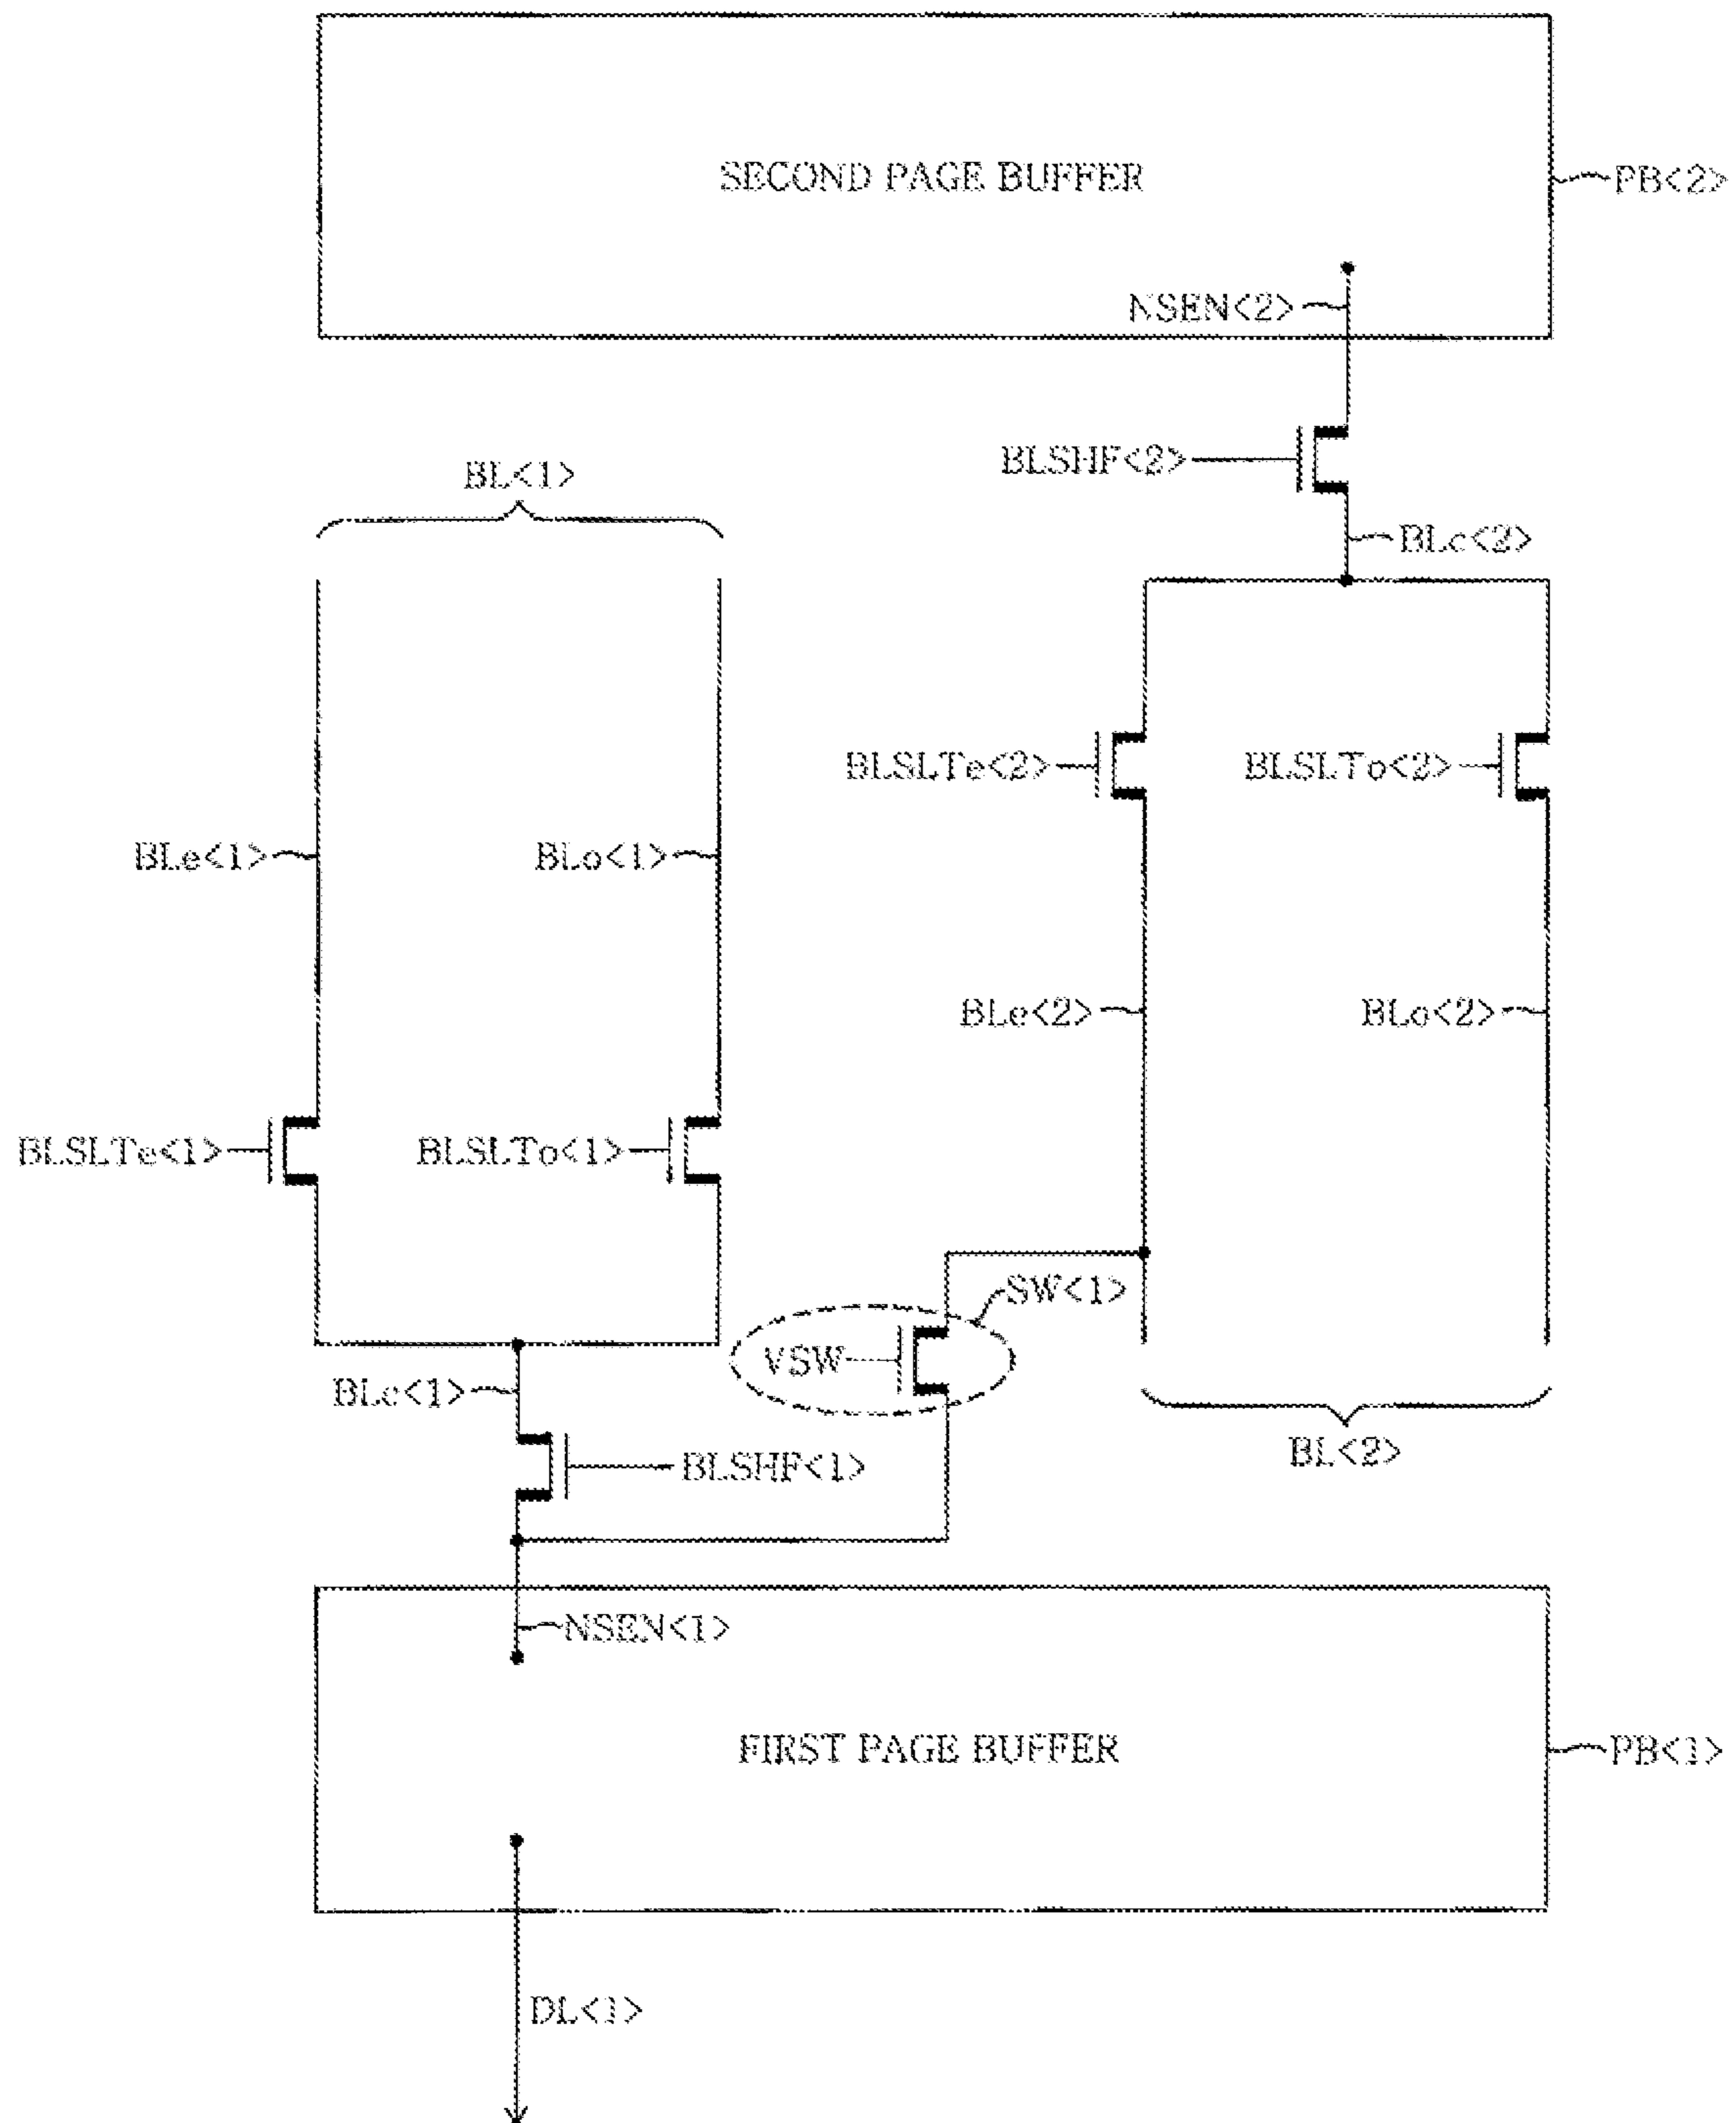 SECOND PAGE BUFFER
PB<2>
NSEN<2>
BLSHF<2>
BL<1>
BLc<2>
BLSLTe<2>
BLSLTo<2>
BLe<1>
BLo<1>
BLe<2>
BLo<2>
BLSLTe<1>
BLSLTo<1>
SW<1>
VSW
BLc<1>
BL<2>
BLSHF<1>
NSEN<1>
FIRST PAGE BUFFER
PB<1>
DL<1>